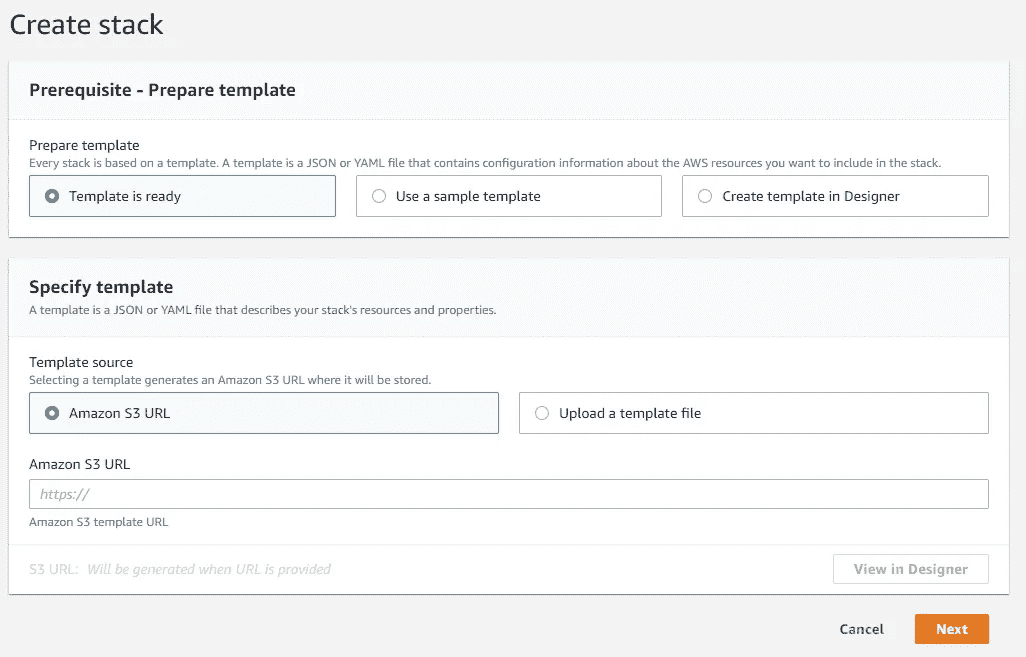 Create stack
Prerequisite - Prepare template
Prepare template
Every stack is based on a template. A template is a JSON or YAML file that contains configuration information about the AWS resources you want to include in the stack.
Template is ready
Use a sample template
Create template in Designer
Specify template
A template is a JSON or YAML file that describes your stack's resources and properties.
Template source
Selecting a template generates an Amazon S3 URL where it will be stored.
Amazon S3 URL
Upload a template file
Amazon S3 URL
https://
Amazon S3 template URL
S3 URL: Will be generated when URL is provided
View in Designer
Cancel
Next